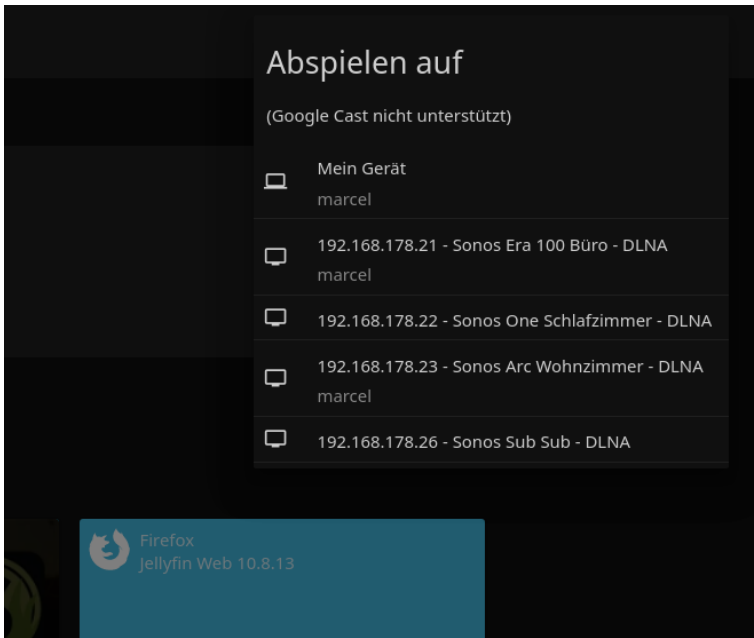 Abspielen auf
(Google Cast nicht unterstützt)
Mein Gerät
marcel
192.168.178.21 - Sonos Era 100 Büro - DLNA
marcel
192.168.178.22 - Sonos One Schlafzimmer - DLNA
192.168.178.23 - Sonos Arc Wohnzimmer - DLNA
marcel
192.168.178.26 - Sonos Sub Sub - DLNA
Firefox
Jellyfin Web 10.8.13